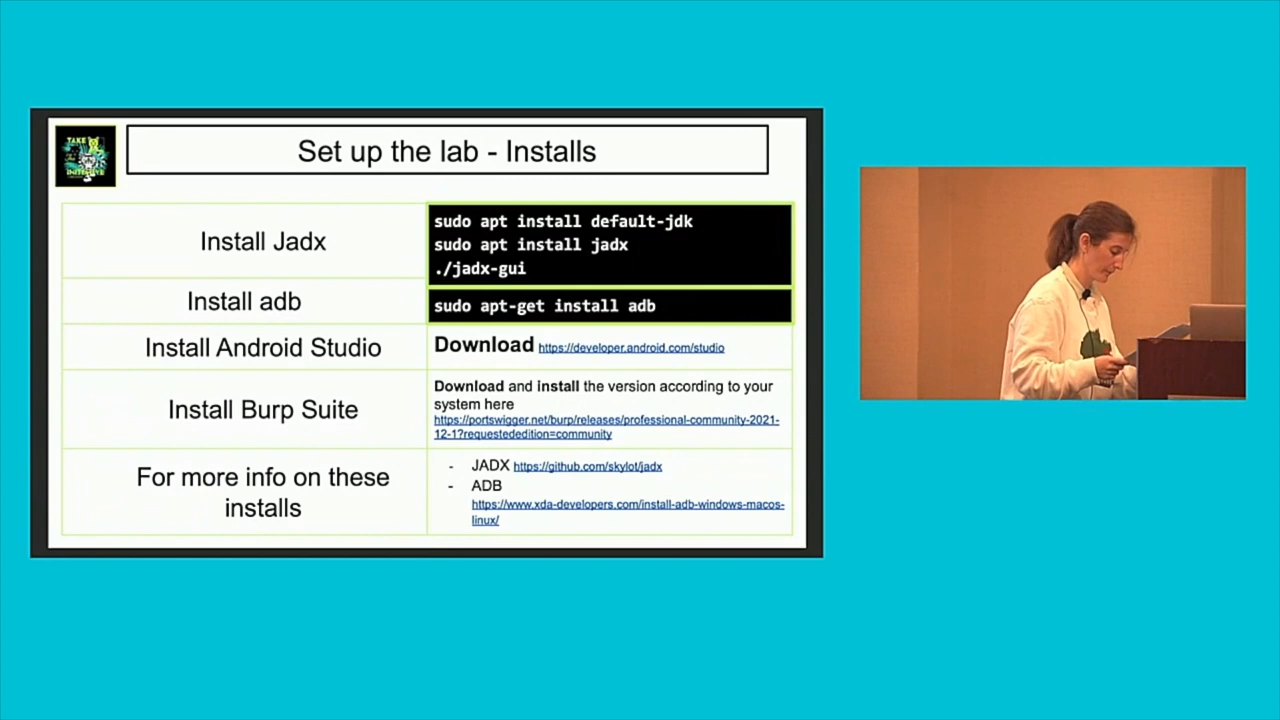 TAKE
Set up the lab - Installs
Install Jadx
sudo apt install default-jdk
sudo apt install jadx
./jadx-gui
Install adb
sudo apt-get install adb
Install Android Studio
Download https://developer.android.com/studio
Install Burp Suite
Download and install the version according to your
system here
https://portswigger.net/burp/releases/professional-community-2021-
12-1?requestededition=community
For more info on these
installs
- JADX https://github.com/skylot/jadx
- ADB
https://www.xda-developers.com/install-adb-windows-macos-
linux/